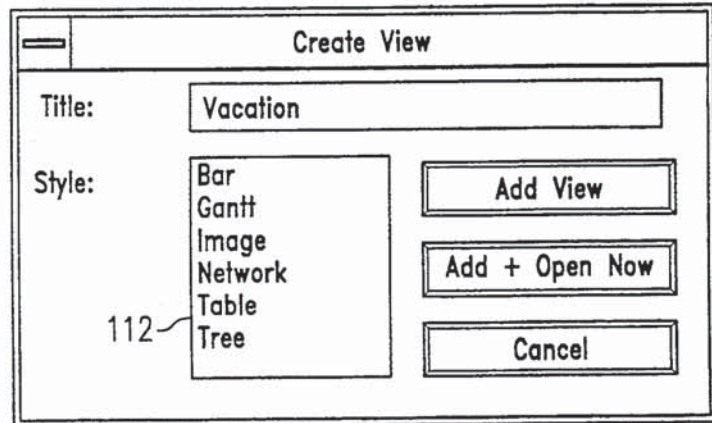 Create View
Title:
Vacation
Style:
Bar
Gantt
Image
Network
Table
Tree
112
Add View
Add + Open Now
Cancel